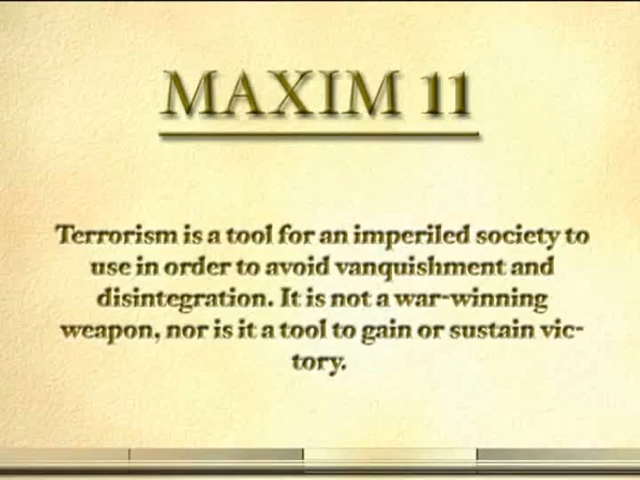 MAXIM 11
Terrorism is a tool for an imperiled society to
use in order to avoid vanquishment and
disintegration. It is not a war-winning
weapon, nor is it a tool to gain or sustain vic-
tory.